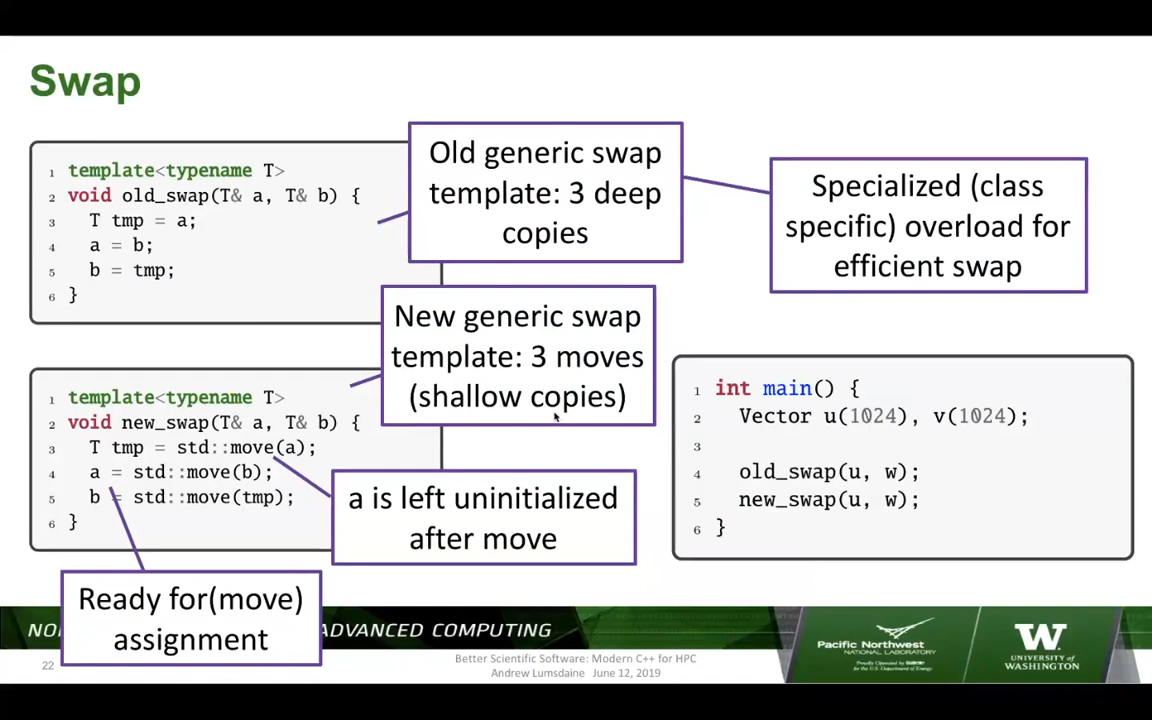 Swap
1 template<typename T>
2 void old_swap(T& a, T& b) {
3 T tmp = a;
4 a = b;
5 b = tmp;
6 }
Old generic swap
template: 3 deep
copies
Specialized (class
specific) overload for
efficient swap
New generic swap
template: 3 moves
(shallow copies)
1 template<typename T>
2 void new_swap(T& a, T& b) {
3 T tmp = std::move(a);
4 a = std::move(b);
5 b = std::move(tmp);
6 }
a is left uninitialized
after move
Ready for(move)
assignment
1 int main() {
2 Vector u(1024), v(1024);
3
4 old_swap(u, w);
5 new_swap(u, w);
6 }
ADVANCED COMPUTING
22
Better Scientific Software: Modern C++ for HPC
Andrew Lumsdaine June 12, 2019
Pacific Northwest
NATIONAL LABORATORY
W
UNIVERSITY of
WASHINGTON